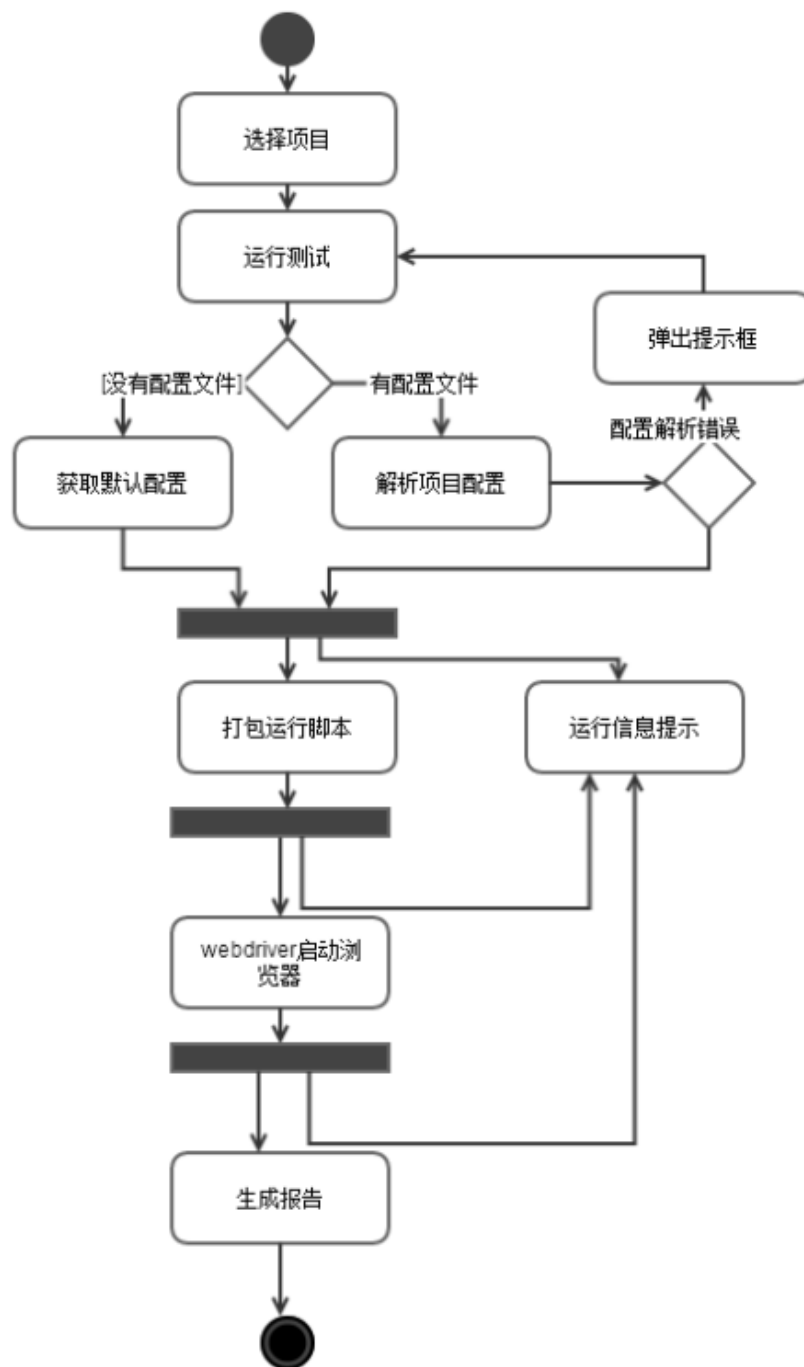 选择项目
运行测试
弹出提示框
[没有配置文件]
有配置文件
配置解析错误
获取默认配置
解析项目配置
打包运行脚本
运行信息提示
webdriver启动浏
览器
生成报告